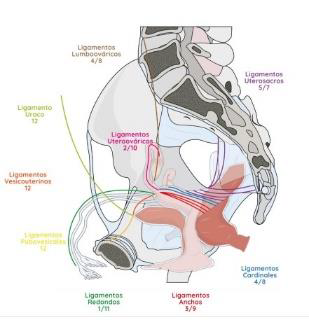 Ligamentos
Lumboováricos
4/8
Ligamentos
Uterosacros
5/7
Ligamento
Uraco
12
Ligamentos
Uteroováricos
2/10
Ligamentos
Vesicouterinos
12
Ligamentos
Pubovesicales
12
Ligamentos
Cardinales
4/8
Ligamentos
Redondos
1/11
Ligamentos
Anchos
3/9